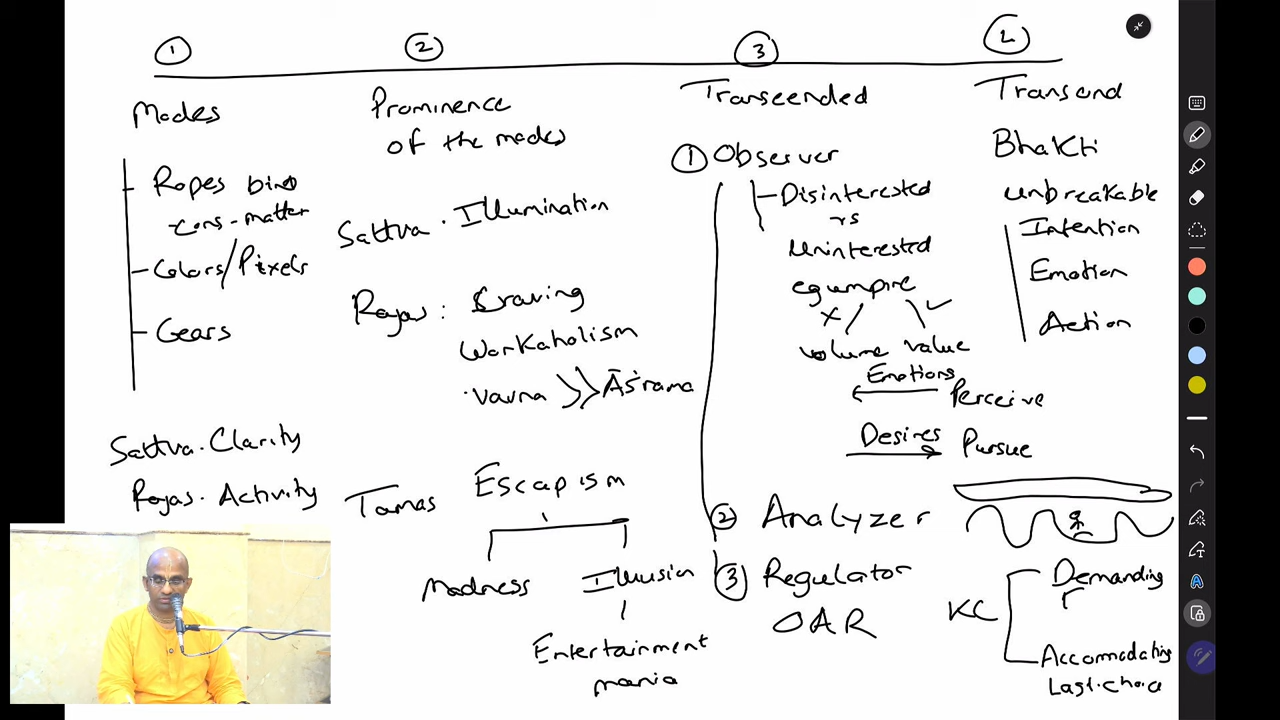 1
Modes
Ropes bind
cons-matter
Colors/Pixels
Gears
Sattva. Clarity
Rajas. Activity
2
Prominence
of the modes
Sattva. Illumination
Rajas: Craving
Workaholism
Varna >> Āśrama
Tamas
Escapism
Madness
Illusion
Entertainment
mania
3
Transcended
1 Observer
Disinterested
vs
Uninterested
eg umpire
x ✓
volume value
Emotions
Perceive
Desires
Pursue
2 Analyzer
3 Regulator
OAR
Transcend
Bhakti
unbreakable
Intention
Emotion
Action
KC
Demanding
Accomodating
Last-choice
A